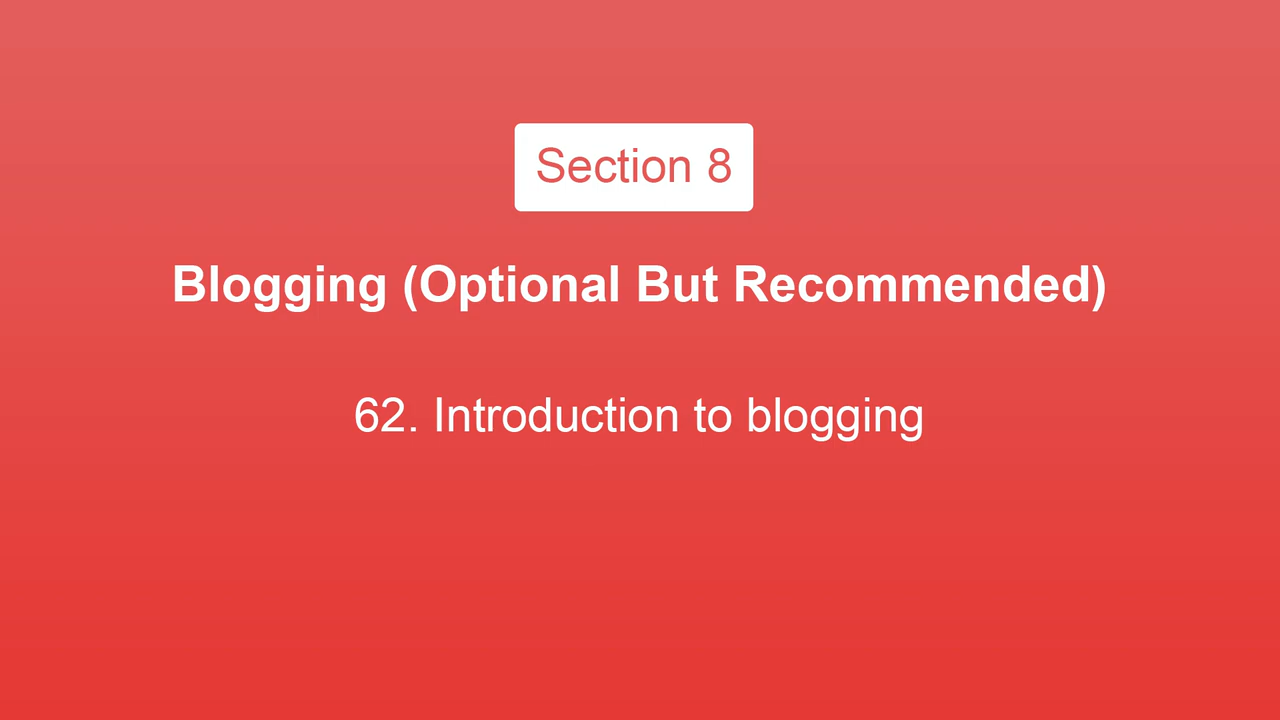 Section 8
Blogging (Optional But Recommended)
62. Introduction to blogging